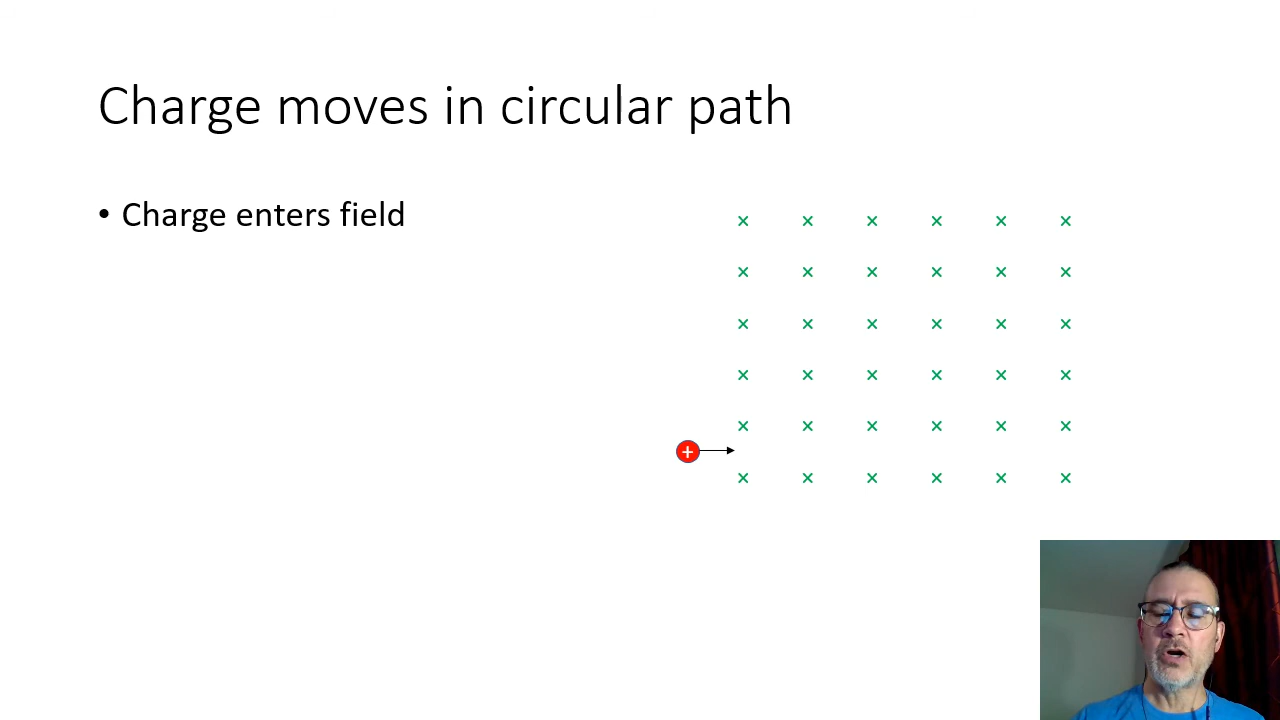 Charge moves in circular path
• Charge enters field
× × × × × ×
× × × × × ×
× × × × × ×
× × × × × ×
× × × × × ×
+
× × × × × ×